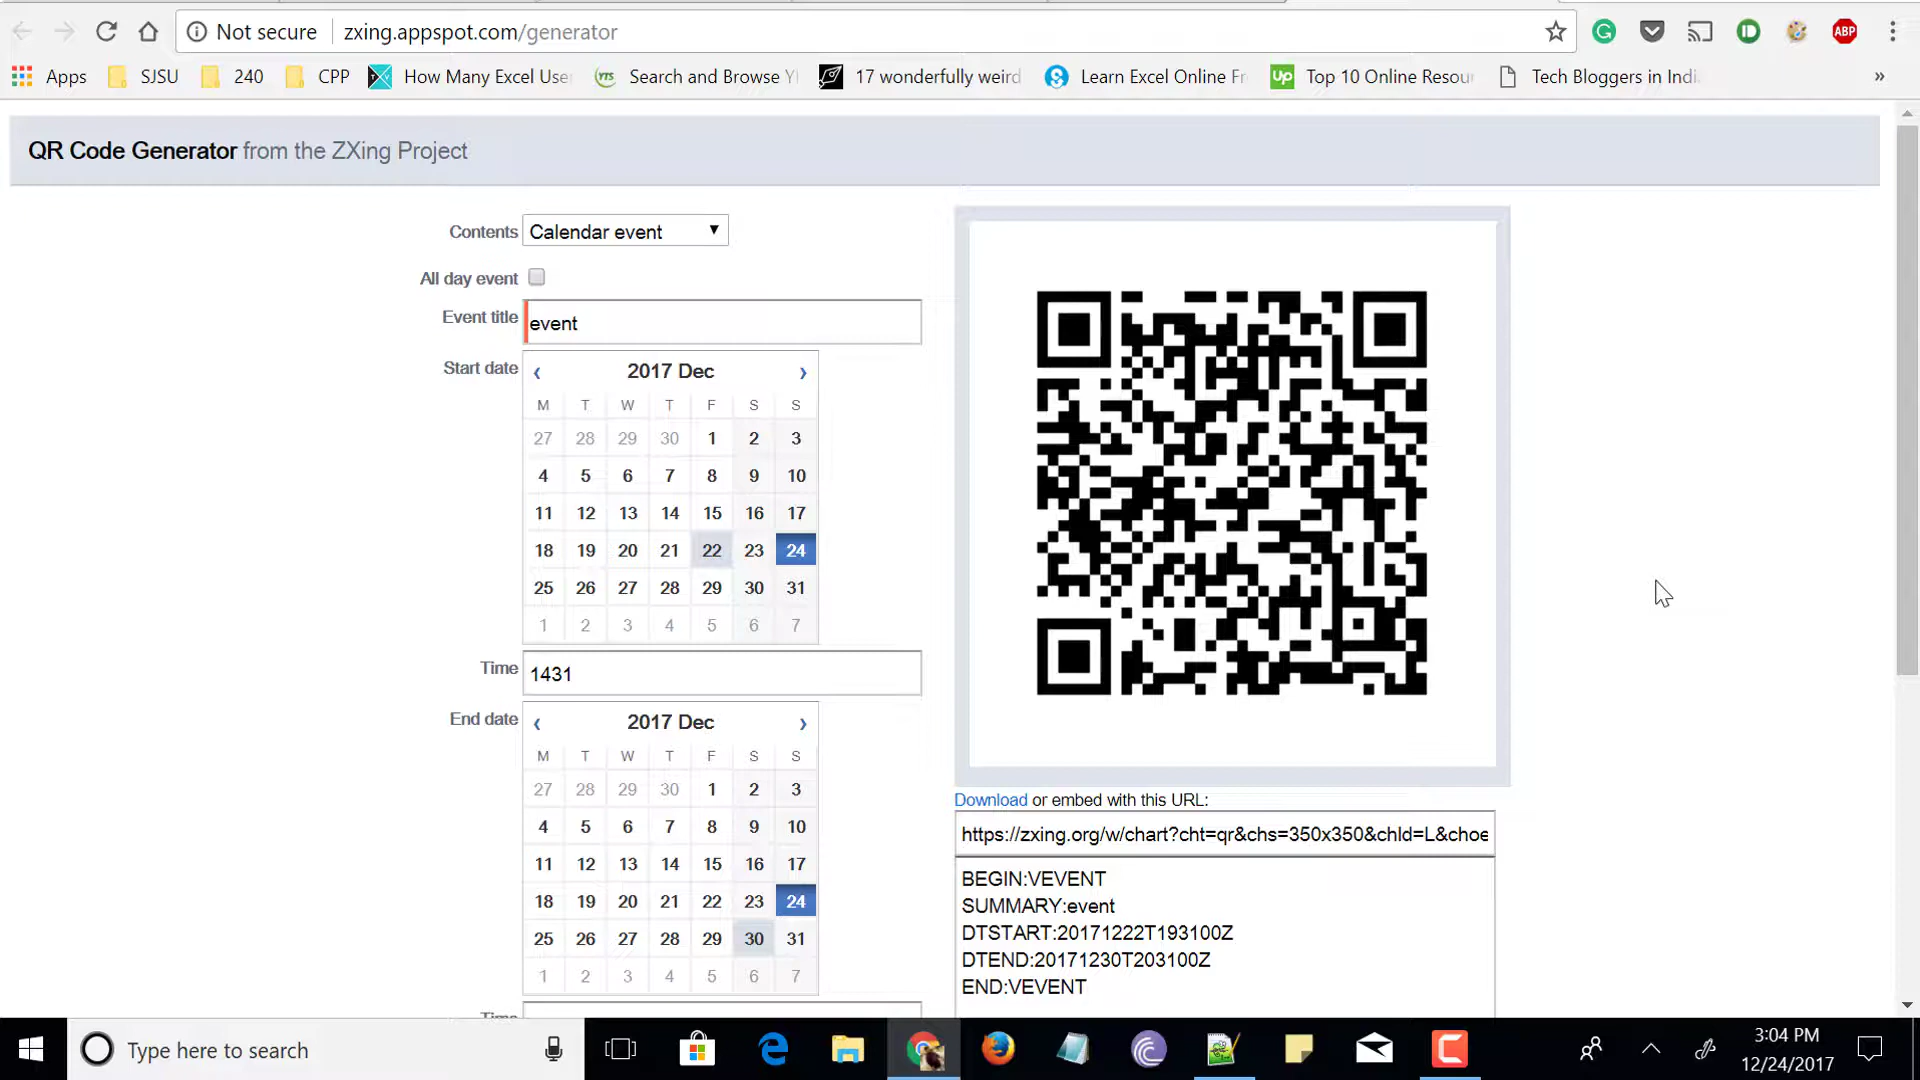 Not secure zxing.appspot.com/generator
ABP
Apps SJSU 240 CPP How Many Excel Use YTS Search and Browse 17 wonderfully weird Learn Excel Online Fr Up Top 10 Online Resou Tech Bloggers in Indi »
QR Code Generator from the ZXing Project
Contents Calendar event
All day event
Event title event
Start date ‹ 2017 Dec ›
M T W T F S S
27 28 29 30 1 2 3
4 5 6 7 8 9 10
11 12 13 14 15 16 17
18 19 20 21 22 23 24
25 26 27 28 29 30 31
1 2 3 4 5 6 7
Time 1431
End date ‹ 2017 Dec ›
M T W T F S S
27 28 29 30 1 2 3
4 5 6 7 8 9 10
11 12 13 14 15 16 17
18 19 20 21 22 23 24
25 26 27 28 29 30 31
1 2 3 4 5 6 7
Download or embed with this URL:
https://zxing.org/w/chart?cht=qr&chs=350x350&chld=L&choe
BEGIN:VEVENT
SUMMARY:event
DTSTART:20171222T193100Z
DTEND:20171230T203100Z
END:VEVENT
Type here to search
3:04 PM
12/24/2017